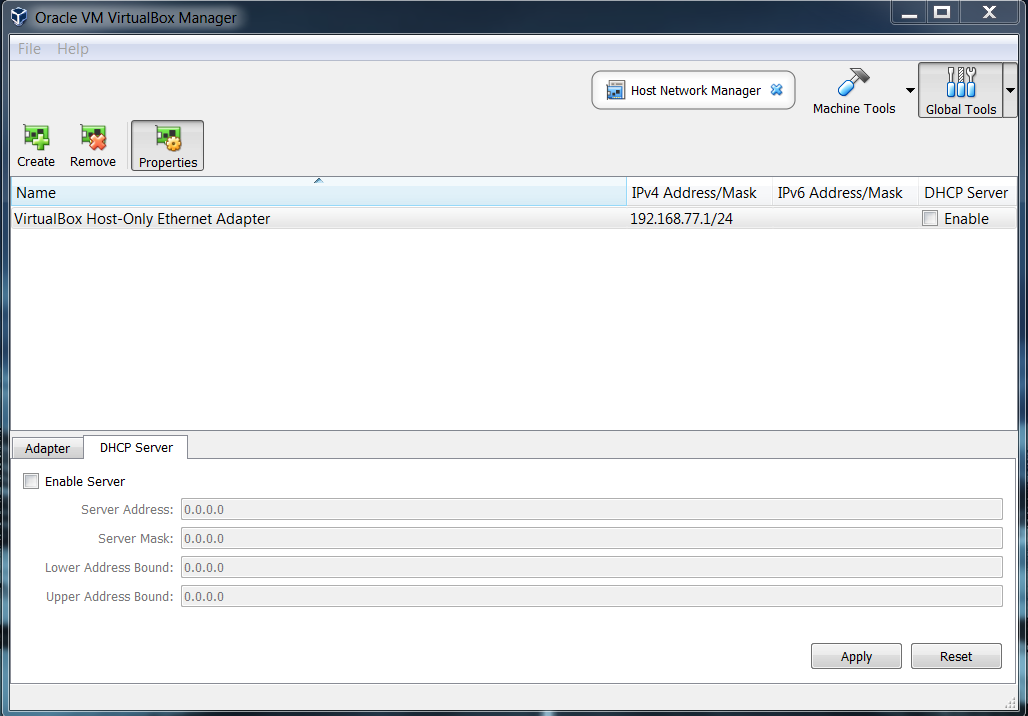 Oracle VM VirtualBox Manager
File Help
Host Network Manager
Machine Tools
Global Tools
Create Remove Properties
Name IPv4 Address/Mask IPv6 Address/Mask DHCP Server
VirtualBox Host-Only Ethernet Adapter 192.168.77.1/24 Enable
Adapter DHCP Server
Enable Server
Server Address: 0.0.0.0
Server Mask: 0.0.0.0
Lower Address Bound: 0.0.0.0
Upper Address Bound: 0.0.0.0
Apply Reset